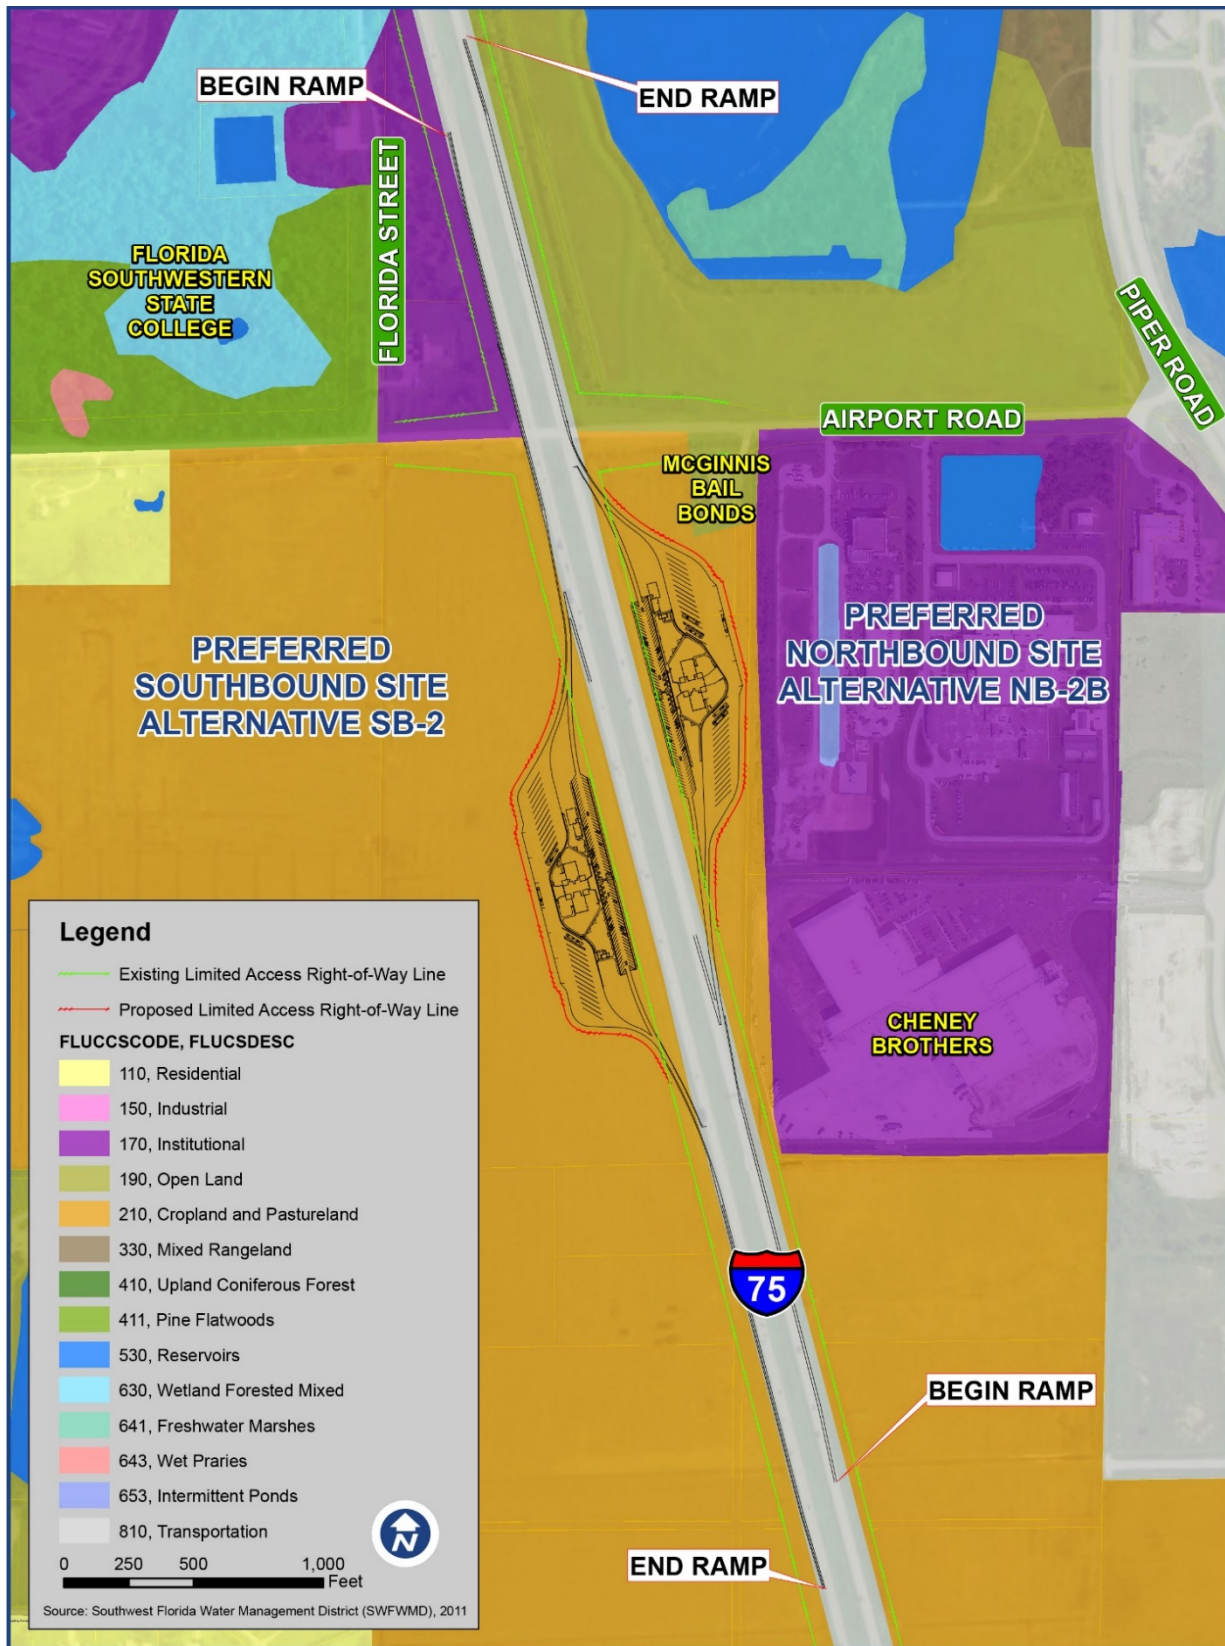 BEGIN RAMP
END RAMP
FLORIDA STREET
FLORIDA
SOUTHWESTERN
STATE
COLLEGE
PIPER ROAD
AIRPORT ROAD
MCGINNIS
BAIL
BONDS
PREFERRED
SOUTHBOUND SITE
ALTERNATIVE SB-2
PREFERRED
NORTHBOUND SITE
ALTERNATIVE NB-2B
CHENEY
BROTHERS
75
BEGIN RAMP
END RAMP
Legend
Existing Limited Access Right-of-Way Line
Proposed Limited Access Right-of-Way Line
FLUCCSCODE, FLUCSDESC
110, Residential
150, Industrial
170, Institutional
190, Open Land
210, Cropland and Pastureland
330, Mixed Rangeland
410, Upland Coniferous Forest
411, Pine Flatwoods
530, Reservoirs
630, Wetland Forested Mixed
641, Freshwater Marshes
643, Wet Praries
653, Intermittent Ponds
810, Transportation
N
0 250 500 1,000
Feet
Source: Southwest Florida Water Management District (SWFWMD), 2011